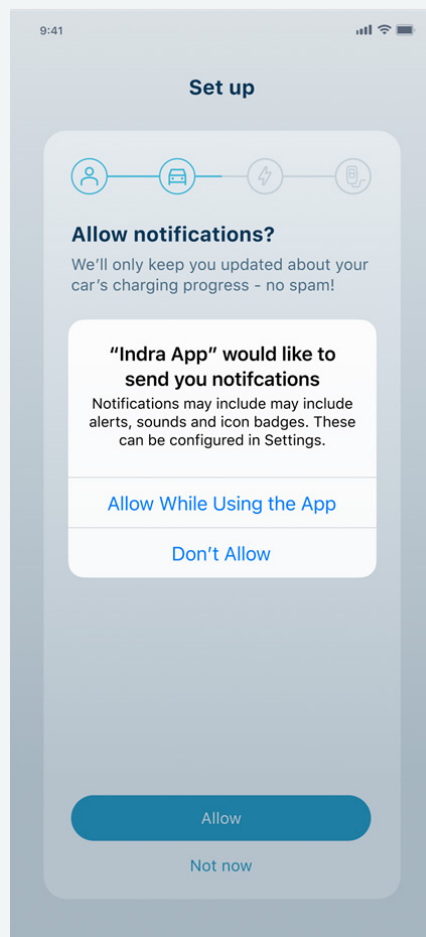 9:41
Set up
Allow notifications?
We'll only keep you updated about your
car's charging progress - no spam!
“Indra App” would like to
send you notifcations
Notifications may include may include
alerts, sounds and icon badges. These
can be configured in Settings.
Allow While Using the App
Don't Allow
Allow
Not now